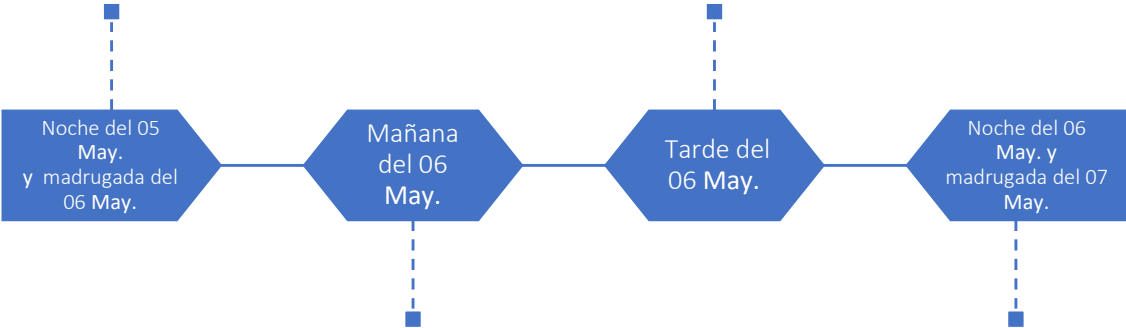 Noche del 05
May.
y madrugada del
06 May.
Mañana
del 06
May.
Tarde del
06 May.
Noche del 06
May. y
madrugada del 07
May.